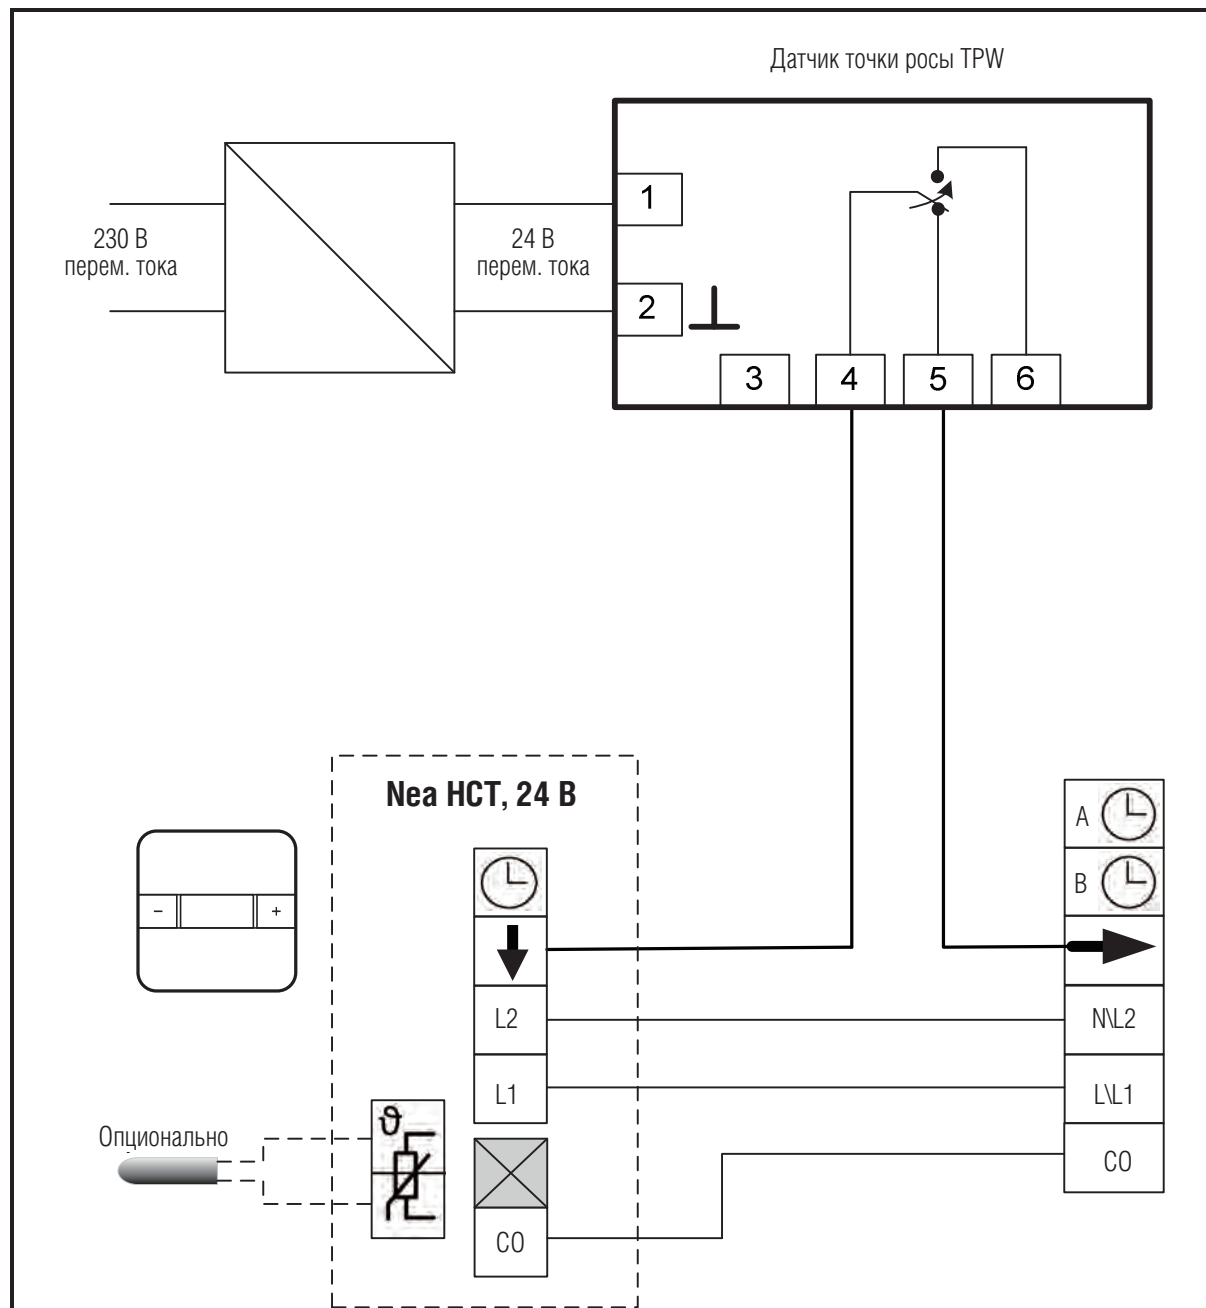 Датчик точки росы TPW
1
230 В
перем. тока
24 В
перем. тока
2
3 4 5 6
Nea HCT, 24 В
A
B
- +
L2
N\L2
L1
L\L1
ϑ
Опционально
CO
CO